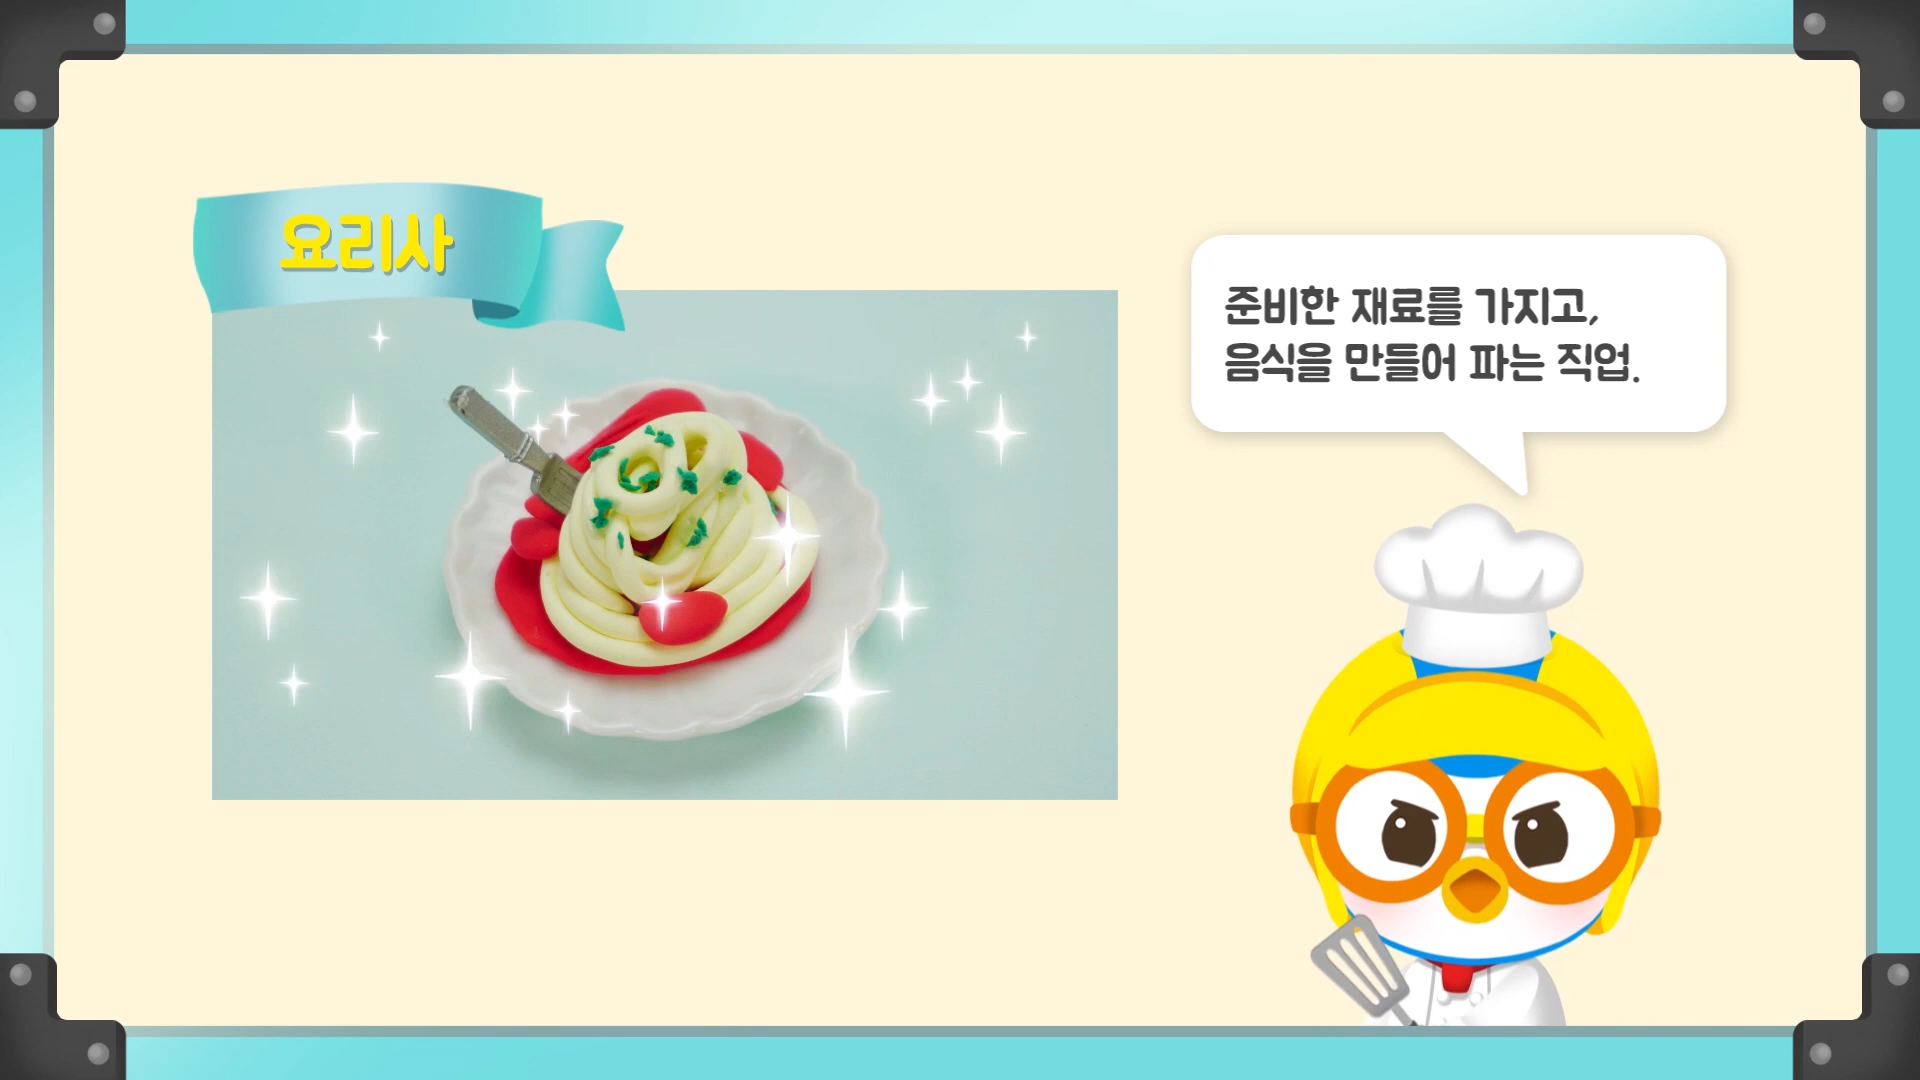 요리사
준비한 재료를 가지고,
음식을 만들어 파는 직업.